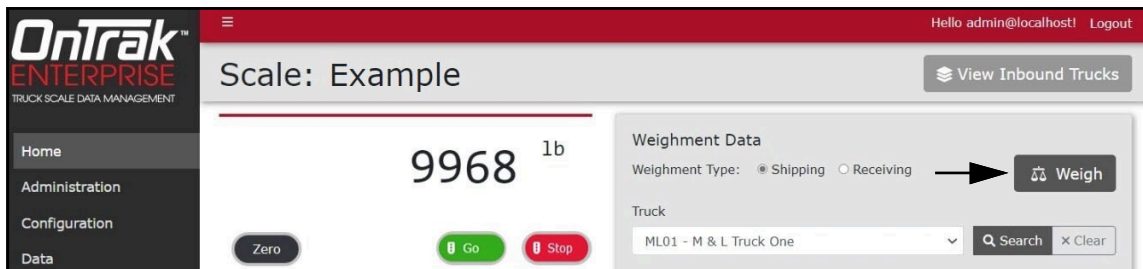 OnTrak™
ENTERPRISE
TRUCK SCALE DATA MANAGEMENT
Home
Administration
Configuration
Data
Hello admin@localhost! Logout
Scale: Example
View Inbound Trucks
9968 lb
Zero
Go
Stop
Weighment Data
Weighment Type: Shipping Receiving
Weigh
Truck
ML01 - M & L Truck One
Search
× Clear